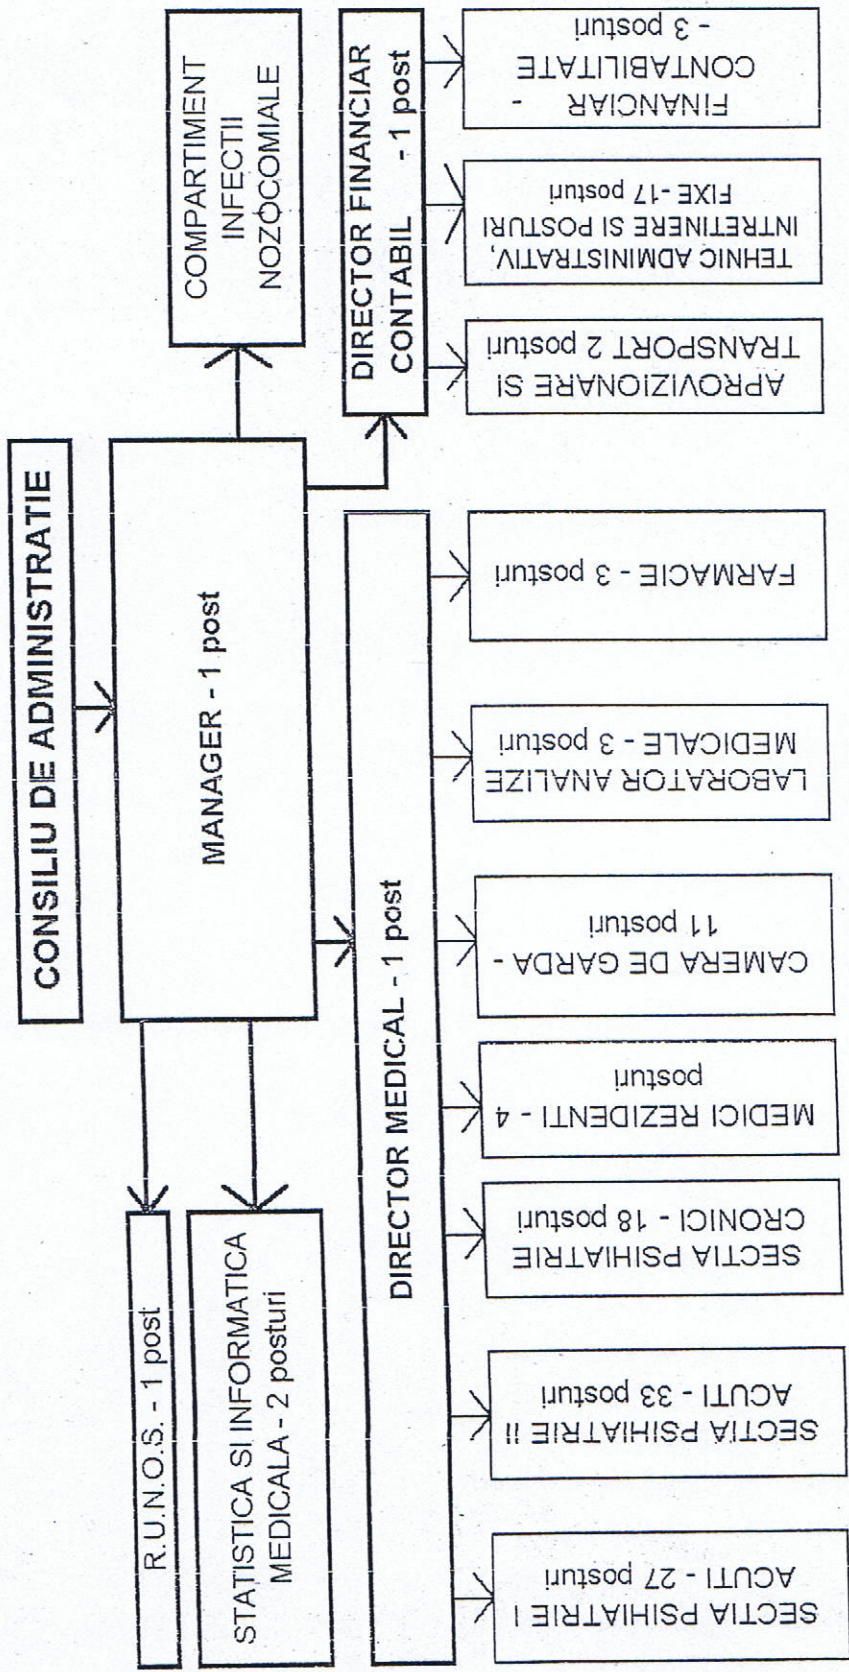 CONSILIU DE ADMINISTRATIE
MANAGER - 1 post
R.U.N.O.S. - 1 post
STATISTICA SI INFORMATICA
MEDICALA - 2 posturi
COMPARTIMENT
INFECTII
NOZOCOMIALE
DIRECTOR MEDICAL - 1 post
DIRECTOR FINANCIAR
CONTABIL - 1 post
SECTIA PSIHIATRIE I
ACUTI - 27 posturi
SECTIA PSIHIATRIE II
ACUTI - 33 posturi
SECTIA PSIHIATRIE
CRONICI - 18 posturi
MEDICI REZIDENTI - 4
posturi
CAMERA DE GARDA -
11 posturi
LABORATOR ANALIZE
MEDICALE - 3 posturi
FARMACIE - 3 posturi
APROVIZIONARE SI
TRANSPORT 2 posturi
TEHNIC ADMINISTRATIV,
INTRETINERE SI POSTURI
FIXE -17 posturi
FINANCIAR -
CONTABILITATE
- 3 posturi